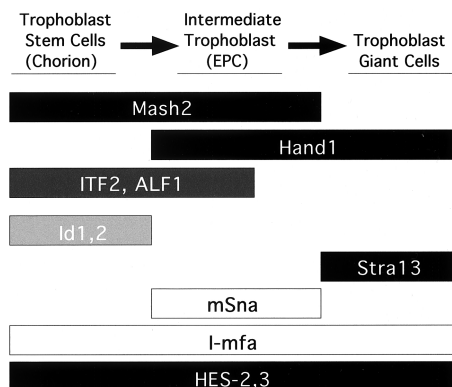 Trophoblast
Stem Cells
(Chorion)
Intermediate
Trophoblast
(EPC)
Trophoblast
Giant Cells
Mash2
Hand1
ITF2, ALF1
Id1,2
Stra13
mSna
I-mfa
HES-2,3